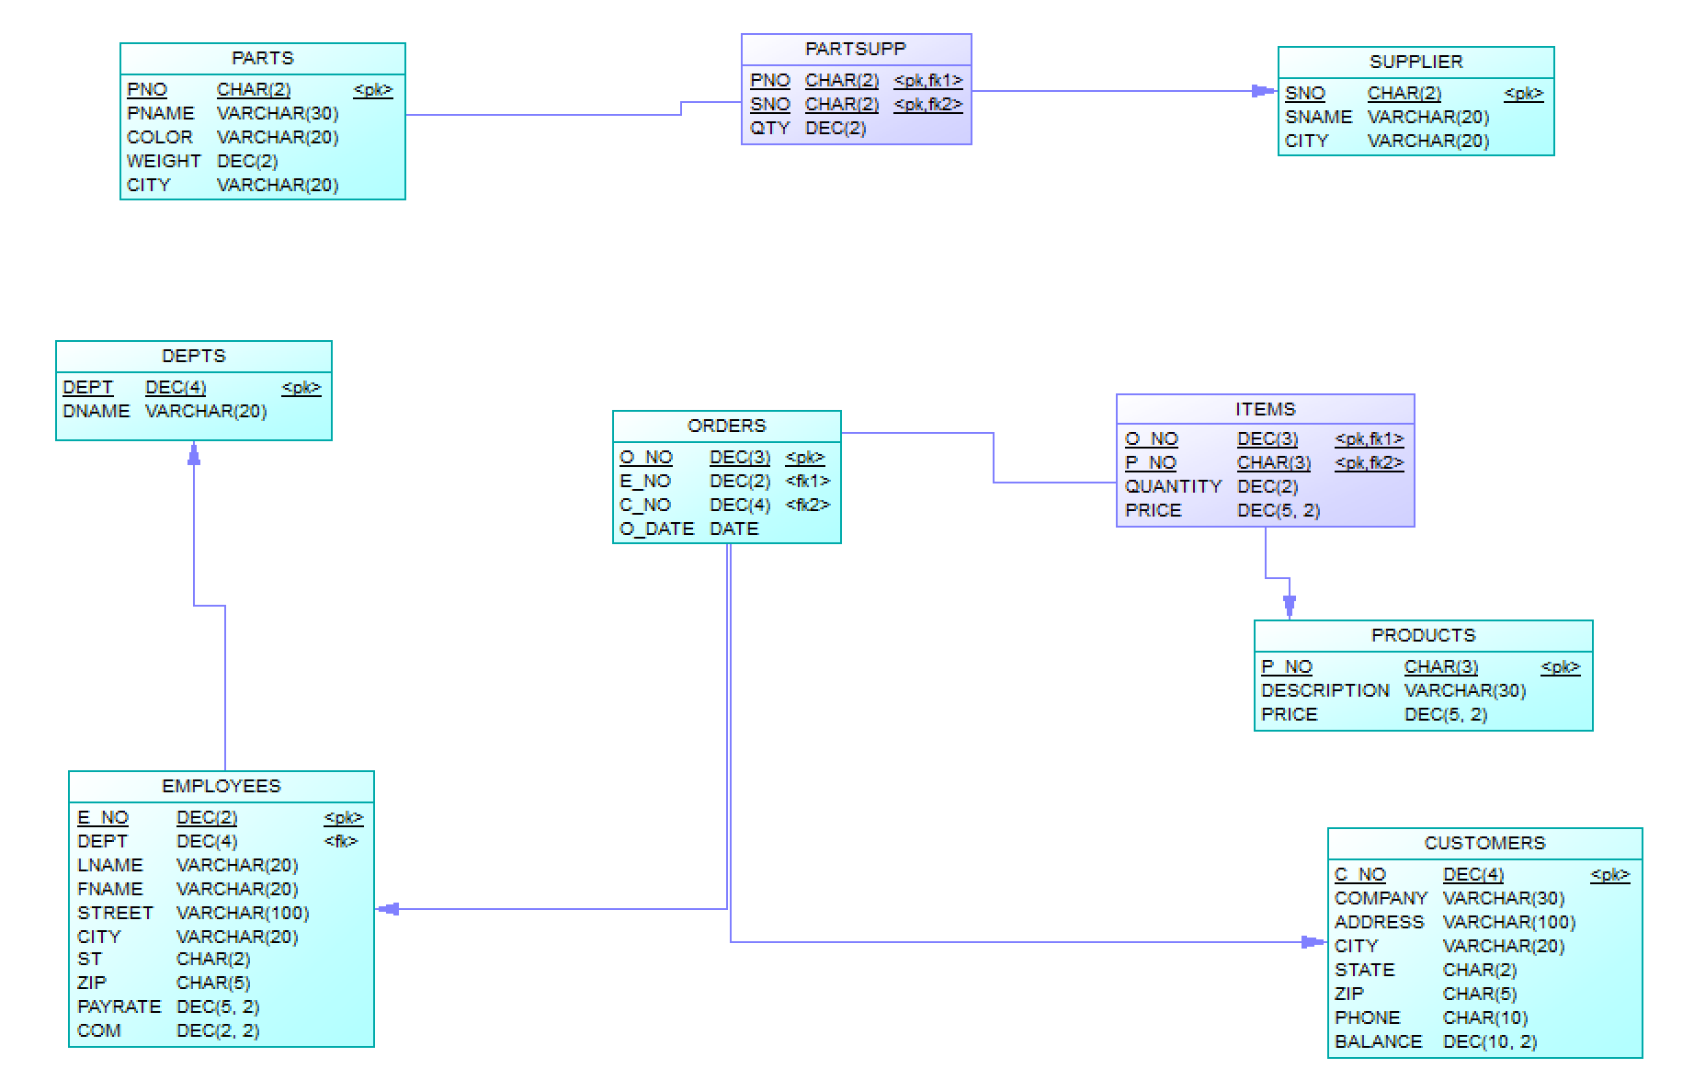 PARTS
PNO CHAR(2) <pk>
PNAME VARCHAR(30)
COLOR VARCHAR(20)
WEIGHT DEC(2)
CITY VARCHAR(20)
PARTSUPP
PNO CHAR(2) <pk,fk1>
SNO CHAR(2) <pk,fk2>
QTY DEC(2)
SUPPLIER
SNO CHAR(2) <pk>
SNAME VARCHAR(20)
CITY VARCHAR(20)
DEPTS
DEPT DEC(4) <pk>
DNAME VARCHAR(20)
ORDERS
O_NO DEC(3) <pk>
E_NO DEC(2) <fk1>
C_NO DEC(4) <fk2>
O_DATE DATE
ITEMS
O_NO DEC(3) <pk,fk1>
P_NO CHAR(3) <pk,fk2>
QUANTITY DEC(2)
PRICE DEC(5, 2)
PRODUCTS
P_NO CHAR(3) <pk>
DESCRIPTION VARCHAR(30)
PRICE DEC(5, 2)
EMPLOYEES
E_NO DEC(2) <pk>
DEPT DEC(4) <fk>
LNAME VARCHAR(20)
FNAME VARCHAR(20)
STREET VARCHAR(100)
CITY VARCHAR(20)
ST CHAR(2)
ZIP CHAR(5)
PAYRATE DEC(5, 2)
COM DEC(2, 2)
CUSTOMERS
C_NO DEC(4) <pk>
COMPANY VARCHAR(30)
ADDRESS VARCHAR(100)
CITY VARCHAR(20)
STATE CHAR(2)
ZIP CHAR(5)
PHONE CHAR(10)
BALANCE DEC(10, 2)